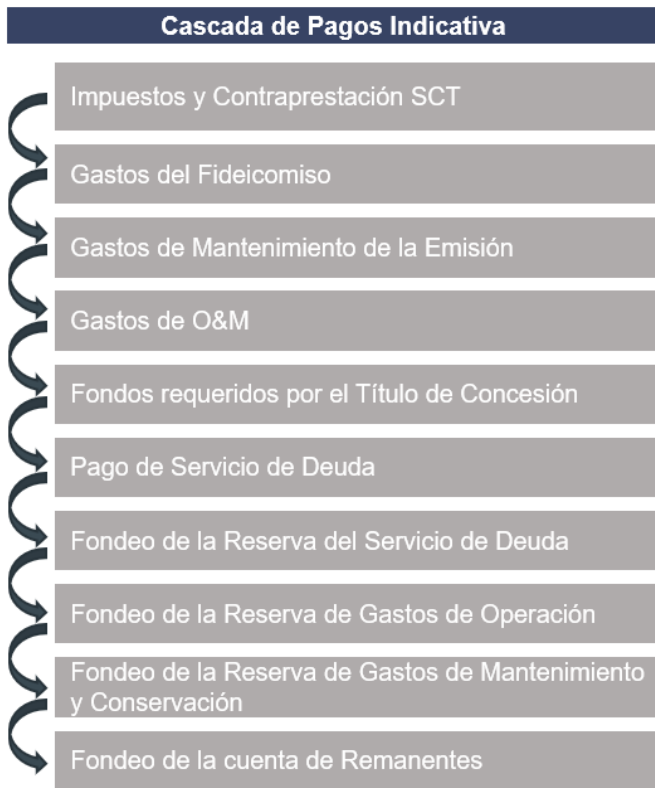 Cascada de Pagos Indicativa
Impuestos y Contraprestación SCT
Gastos del Fideicomiso
Gastos de Mantenimiento de la Emisión
Gastos de O&M
Fondos requeridos por el Título de Concesión
Pago de Servicio de Deuda
Fondeo de la Reserva del Servicio de Deuda
Fondeo de la Reserva de Gastos de Operación
Fondeo de la Reserva de Gastos de Mantenimiento
y Conservación
Fondeo de la cuenta de Remanentes